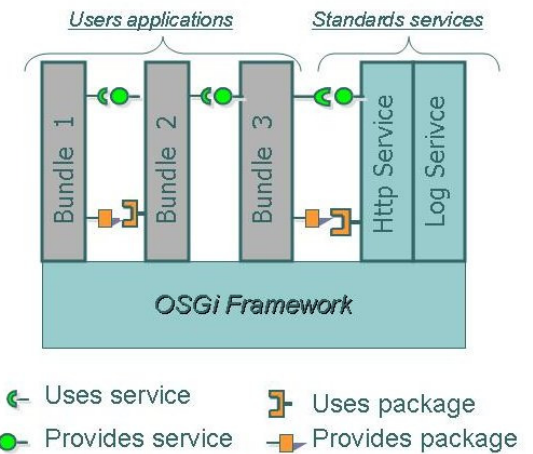 Users applications
Standards services
Bundle 1
Bundle 2
Bundle 3
Http Service
Log Serivce
OSGi Framework
Uses service
Uses package
Provides service
Provides package